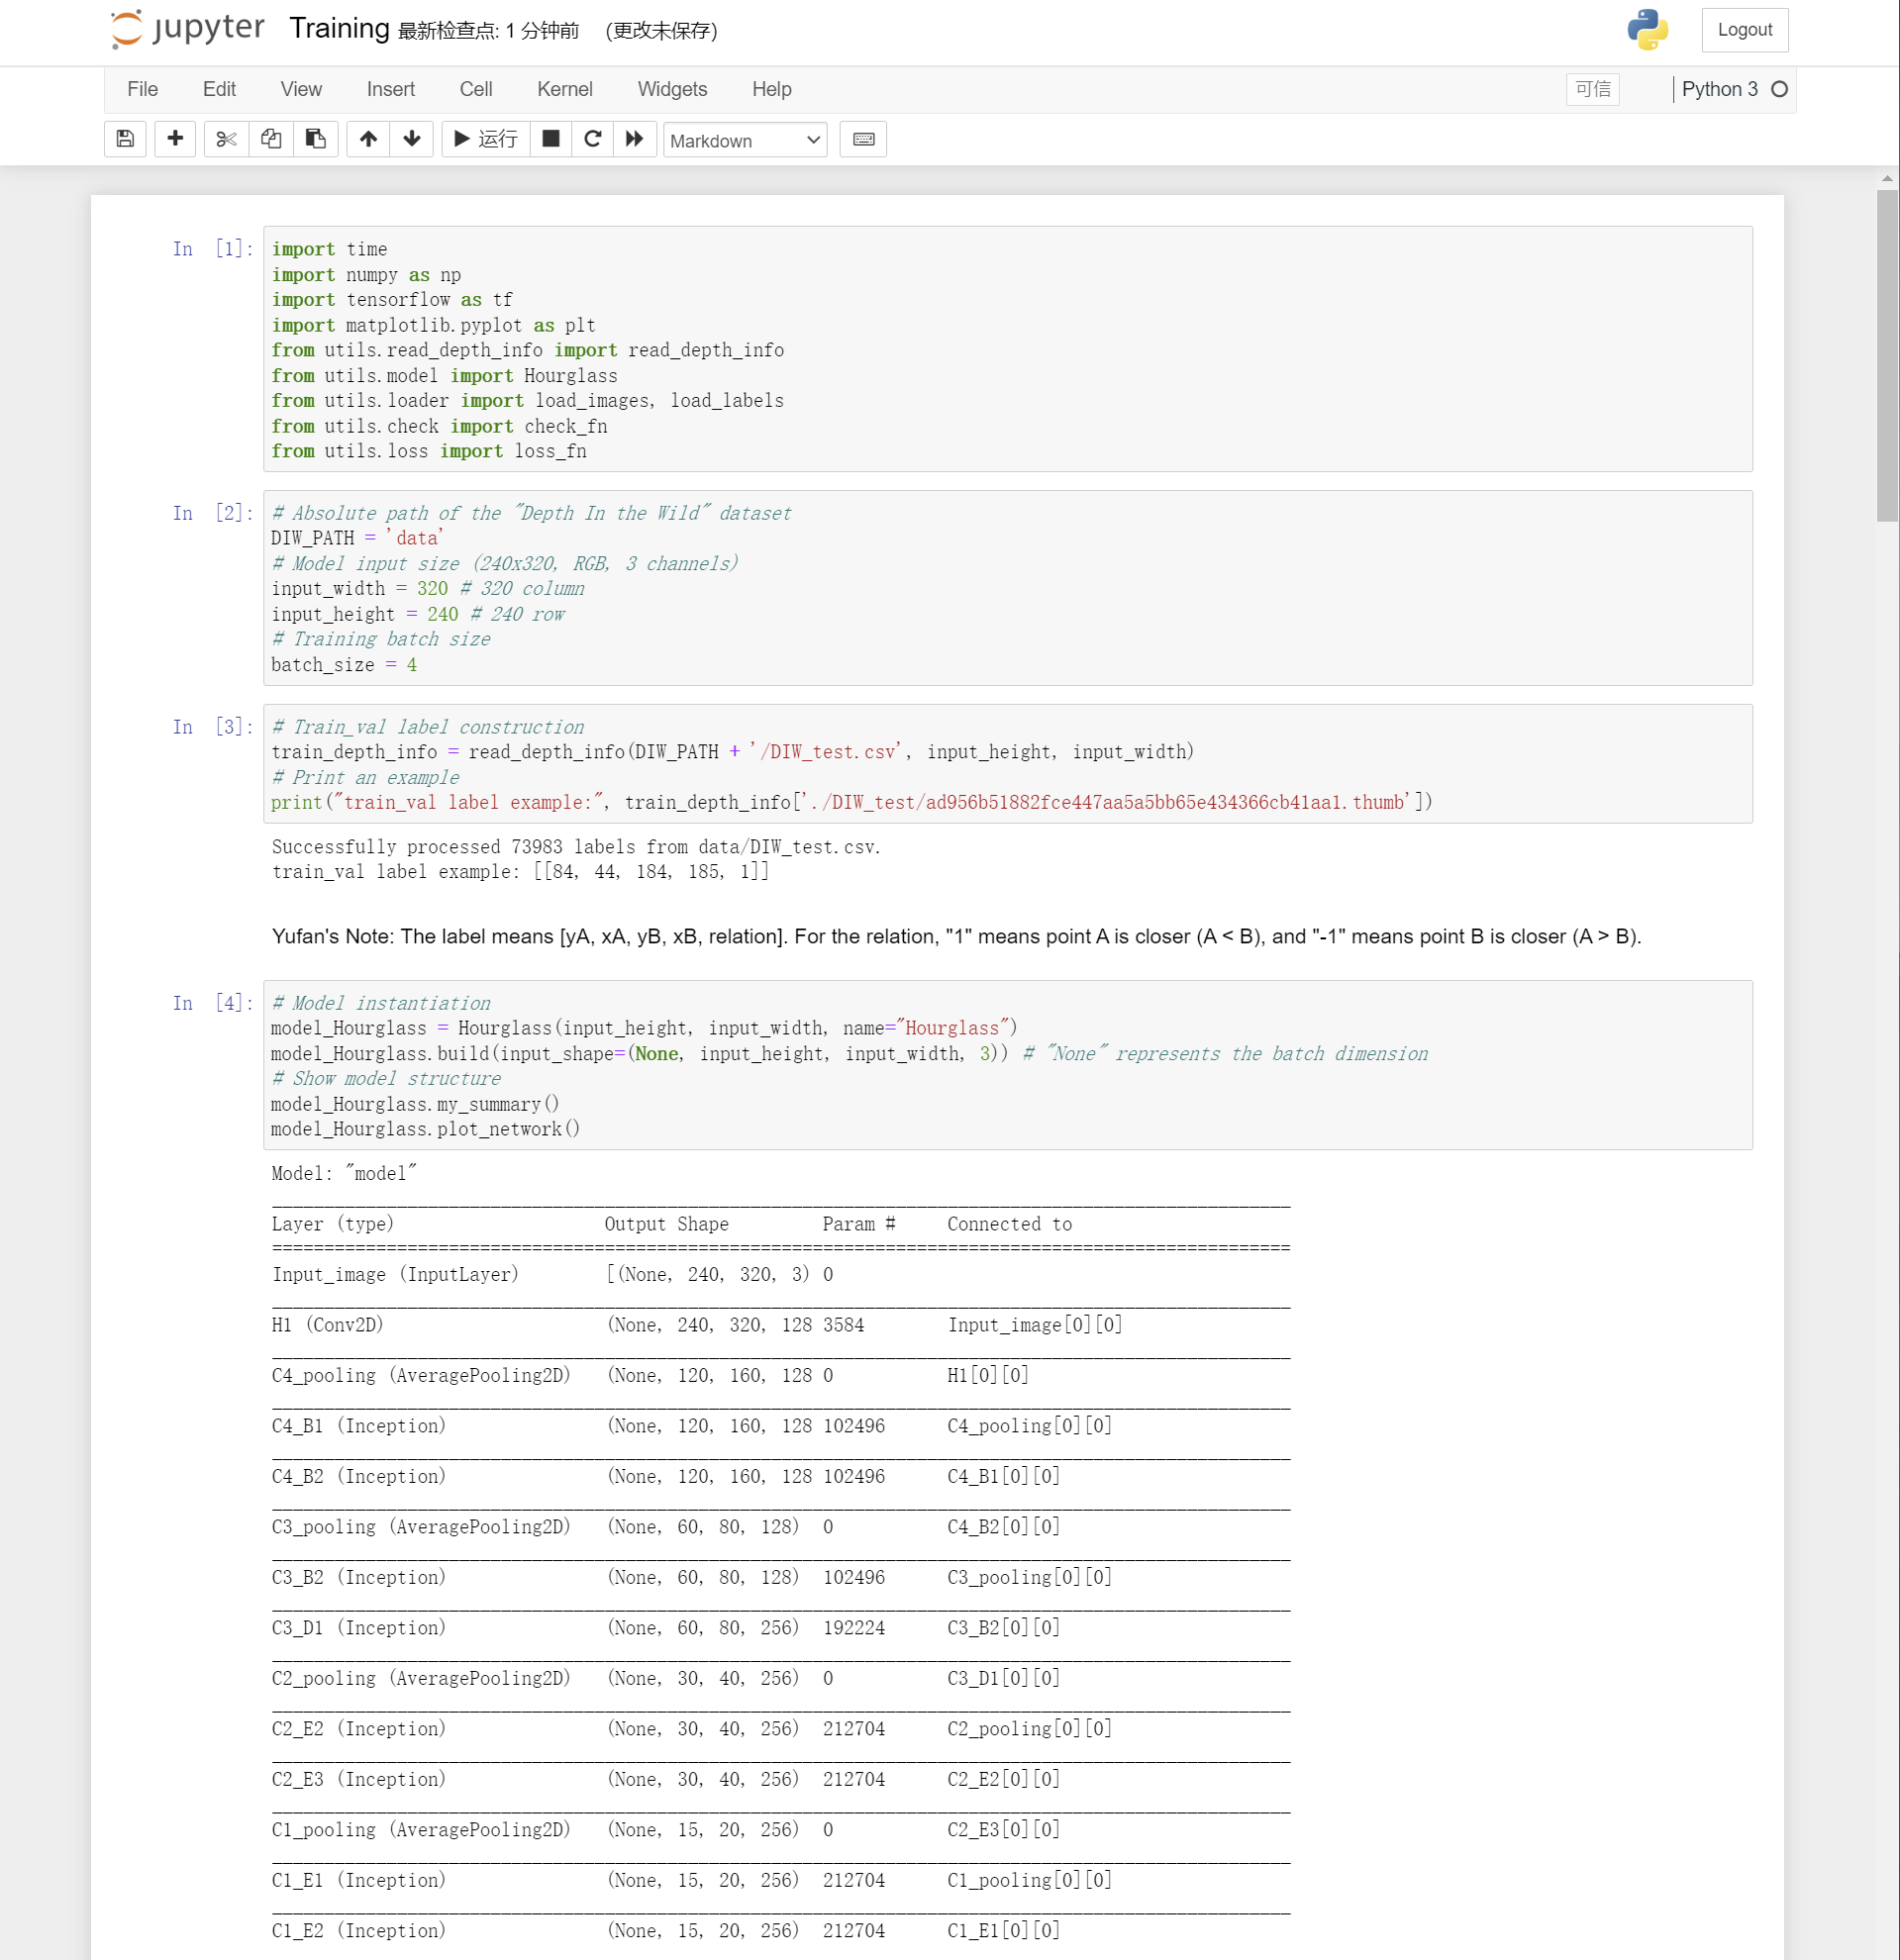 jupyter Training 最新检查点: 1 分钟前 (更改未保存) Logout
File Edit View Insert Cell Kernel Widgets Help 可信 Python 3
运行 Markdown
In [1]:
import time
import numpy as np
import tensorflow as tf
import matplotlib.pyplot as plt
from utils.read_depth_info import read_depth_info
from utils.model import Hourglass
from utils.loader import load_images, load_labels
from utils.check import check_fn
from utils.loss import loss_fn
In [2]:
# Absolute path of the "Depth In the Wild" dataset
DIW_PATH = 'data'
# Model input size (240x320, RGB, 3 channels)
input_width = 320 # 320 column
input_height = 240 # 240 row
# Training batch size
batch_size = 4
In [3]:
# Train_val label construction
train_depth_info = read_depth_info(DIW_PATH + '/DIW_test.csv', input_height, input_width)
# Print an example
print("train_val label example:", train_depth_info['./DIW_test/ad956b51882fce447aa5a5bb65e434366cb41aa1.thumb'])
Successfully processed 73983 labels from data/DIW_test.csv.
train_val label example: [[84, 44, 184, 185, 1]]
Yufan's Note: The label means [yA, xA, yB, xB, relation]. For the relation, "1" means point A is closer (A < B), and "-1" means point B is closer (A > B).
In [4]:
# Model instantiation
model_Hourglass = Hourglass(input_height, input_width, name="Hourglass")
model_Hourglass.build(input_shape=(None, input_height, input_width, 3)) # "None" represents the batch dimension
# Show model structure
model_Hourglass.my_summary()
model_Hourglass.plot_network()
Model: "model"
Layer (type) Output Shape Param # Connected to
Input_image (InputLayer) [(None, 240, 320, 3) 0
H1 (Conv2D) (None, 240, 320, 128 3584 Input_image[0][0]
C4_pooling (AveragePooling2D) (None, 120, 160, 128 0 H1[0][0]
C4_B1 (Inception) (None, 120, 160, 128 102496 C4_pooling[0][0]
C4_B2 (Inception) (None, 120, 160, 128 102496 C4_B1[0][0]
C3_pooling (AveragePooling2D) (None, 60, 80, 128) 0 C4_B2[0][0]
C3_B2 (Inception) (None, 60, 80, 128) 102496 C3_pooling[0][0]
C3_D1 (Inception) (None, 60, 80, 256) 192224 C3_B2[0][0]
C2_pooling (AveragePooling2D) (None, 30, 40, 256) 0 C3_D1[0][0]
C2_E2 (Inception) (None, 30, 40, 256) 212704 C2_pooling[0][0]
C2_E3 (Inception) (None, 30, 40, 256) 212704 C2_E2[0][0]
C1_pooling (AveragePooling2D) (None, 15, 20, 256) 0 C2_E3[0][0]
C1_E1 (Inception) (None, 15, 20, 256) 212704 C1_pooling[0][0]
C1_E2 (Inception) (None, 15, 20, 256) 212704 C1_E1[0][0]